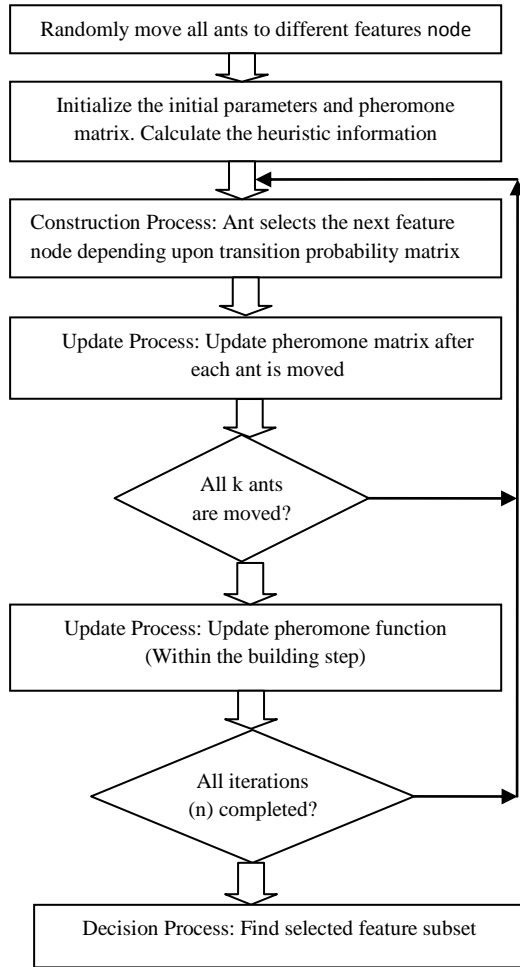 Randomly move all ants to different features node
Initialize the initial parameters and pheromone
matrix. Calculate the heuristic information
Construction Process: Ant selects the next feature
node depending upon transition probability matrix
Update Process: Update pheromone matrix after
each ant is moved
All k ants
are moved?
Update Process: Update pheromone function
(Within the building step)
All iterations
(n) completed?
Decision Process: Find selected feature subset